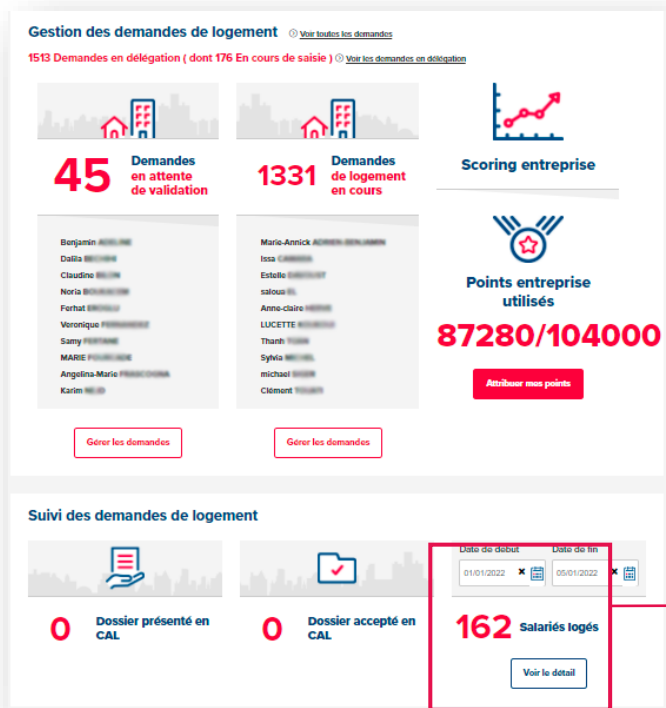 Gestion des demandes de logement Voir toutes les demandes
1513 Demandes en délégation ( dont 176 En cours de saisie ) Voir les demandes en délégation
45 Demandes
en attente
de validation
1331 Demandes
de logement
en cours
Scoring entreprise
Benjamin
Dalila
Claudine
Noria
Ferhat
Veronique
Samy
MARIE
Angelina-Marie
Karim
Gérer les demandes
Marie-Annick
Issa
Estelle
saloua
Anne-claire
LUCETTE
Thanh
Sylvia
michael
Clément
Gérer les demandes
Points entreprise
utilisés
87280/104000
Attribuer mes points
Suivi des demandes de logement
0 Dossier présenté en
CAL
0 Dossier accepté en
CAL
Date de début Date de fin
01/01/2022 05/01/2022
162 Salariés logés
Voir le détail